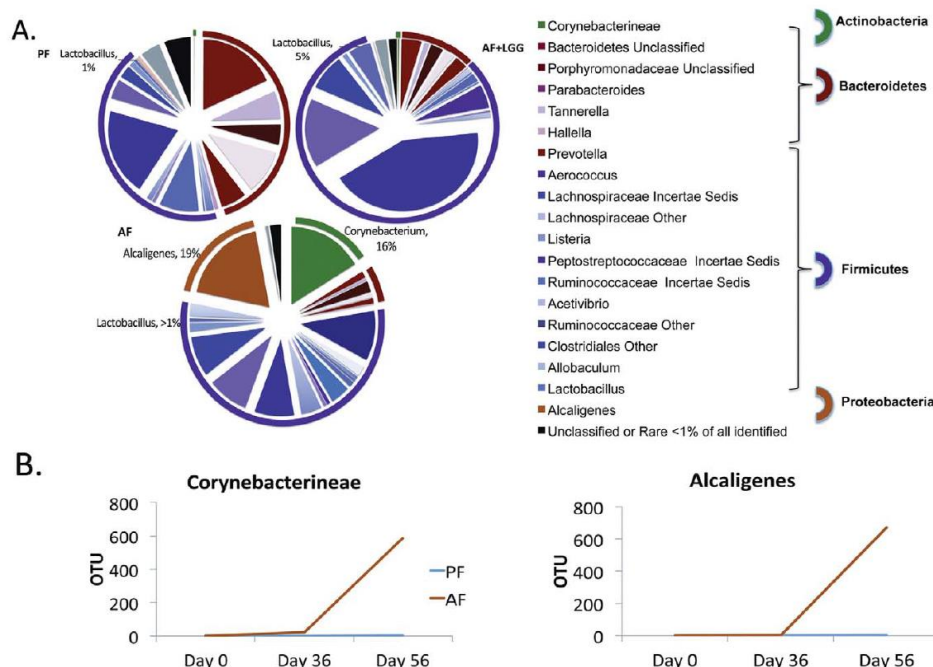 A.
PF
Lactobacillus,
1%
Lactobacillus,
5%
AF+LGG
AF
Alcaligenes, 19%
Corynebacterium,
16%
Lactobacillus, >1%
Corynebacterineae
Bacteroidetes Unclassified
Porphyromonadaceae Unclassified
Parabacteroides
Tannerella
Hallella
Prevotella
Aerococcus
Lachnospiraceae Incertae Sedis
Lachnospiraceae Other
Listeria
Peptostreptococcaceae Incertae Sedis
Ruminococcaceae Incertae Sedis
Acetivibrio
Ruminococcaceae Other
Clostridiales Other
Allobaculum
Lactobacillus
Alcaligenes
Unclassified or Rare <1% of all identified
Actinobacteria
Bacteroidetes
Firmicutes
Proteobacteria
B.
Corynebacterineae
OTU
800
600
400
200
0
Day 0 Day 36 Day 56
PF
AF
Alcaligenes
OTU
800
600
400
200
0
Day 0 Day 36 Day 56